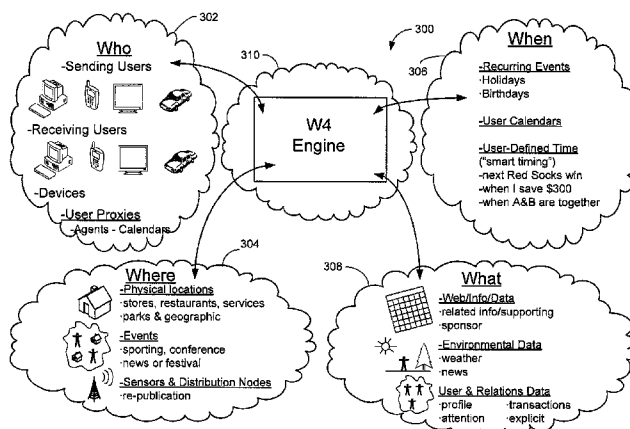 302
Who
-Sending Users
-Receiving Users
-Devices
-User Proxies
-Agents - Calendars
310
W4
Engine
300
306
When
-Recurring Events
·Holidays
·Birthdays
-User Calendars
-User-Defined Time
("smart timing")
-next Red Socks win
-when I save $300
-when A&B are together
304
Where
-Physical locations
·stores, restaurants, services
·parks & geographic
-Events
·sporting, conference
·news or festival
-Sensors & Distribution Nodes
·re-publication
308
What
-Web/Info/Data
·related info/supporting
·sponsor
-Environmental Data
·weather
·news
User & Relations Data
·profile ·transactions
·attention ·explicit